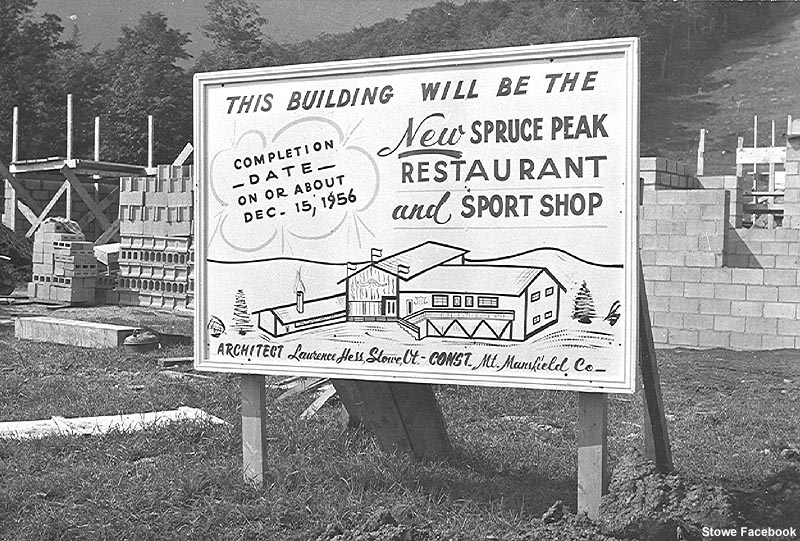 THIS BUILDING WILL BE THE
COMPLETION
—DATE—
ON OR ABOUT
DEC. 15, 1956
New SPRUCE PEAK
RESTAURANT
and SPORT SHOP
ARCHITECT Laurence Hess, Stowe, Vt. - CONST. Mt. Mansfield Co—
Stowe Facebook